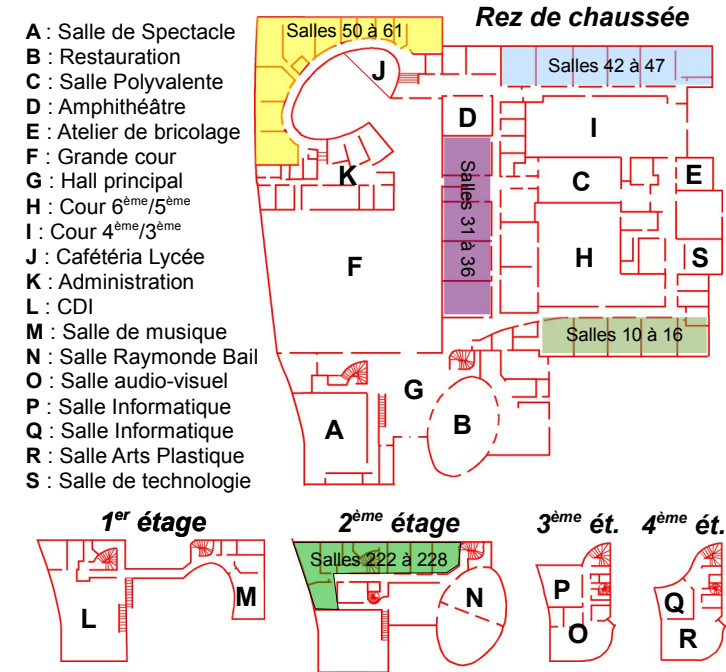 Rez de chaussée
A : Salle de Spectacle
B : Restauration
C : Salle Polyvalente
D : Amphithéâtre
E : Atelier de bricolage
F : Grande cour
G : Hall principal
H : Cour 6ème/5ème
I : Cour 4ème/3ème
J : Cafétéria Lycée
K : Administration
L : CDI
M : Salle de musique
N : Salle Raymonde Bail
O : Salle audio-visuel
P : Salle Informatique
Q : Salle Informatique
R : Salle Arts Plastique
S : Salle de technologie
Salles 50 à 61
J
Salles 42 à 47
D
I
K
Salles 31 à 36
C
E
F
H
S
Salles 10 à 16
G
A
B
1er étage
L
M
2ème étage
Salles 222 à 228
N
3ème ét.
P
O
4ème ét.
Q
R